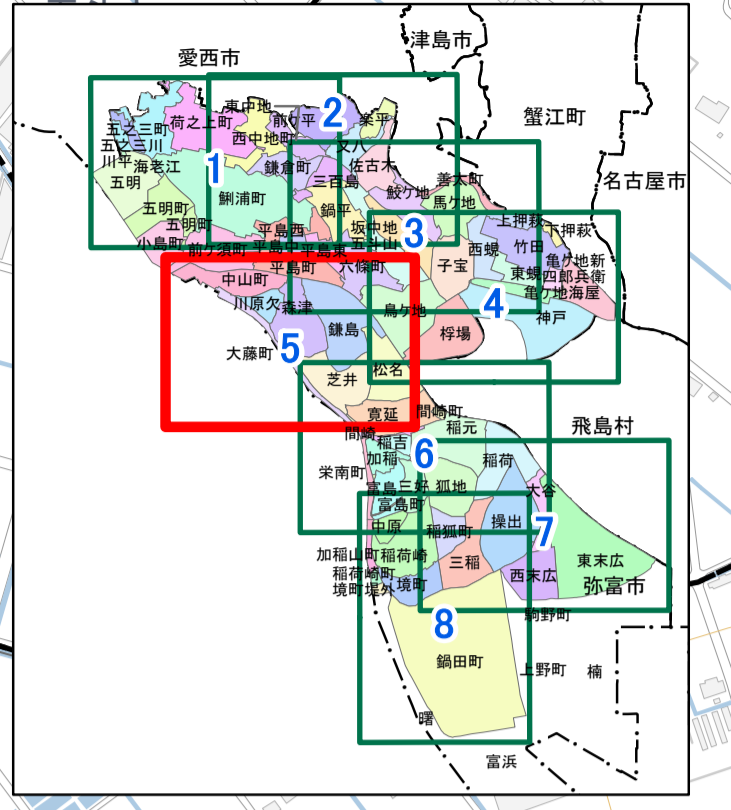 津島市
愛西市
蟹江町
名古屋市
東中地
前ケ平
2
楽平
荷之上町
五之三町
西中地町
又八
五之三川
平
海老江
1
鎌倉町
佐古木
五明
三百島
善太町
鮫ケ地
馬ケ地
鯏浦町
五明町
鍋平
上押萩
五明町
坂中地
下押萩
平島西
3
小島町
前ケ須町
平島中
平島東
五斗山
西蜆
竹田
亀ケ地新
平島町
六條町
子宝
東蜆
四郎兵衛
中山町
亀ケ地海屋
川原欠
森津
鳥ケ地
4
神戸
鎌島
桴場
大藤町
5
松名
芝井
寛延
間崎町
稲元
飛島村
間崎
稲吉
6
加稲
稲荷
栄南町
富島
三好
狐地
大谷
富島町
操出
7
中原
稲狐町
加稲山町
稲荷崎
三稲
東末広
稲荷崎町
西末広
弥富市
境町堤外
境町
8
駒野町
鍋田町
上野町
楠
曙
富浜